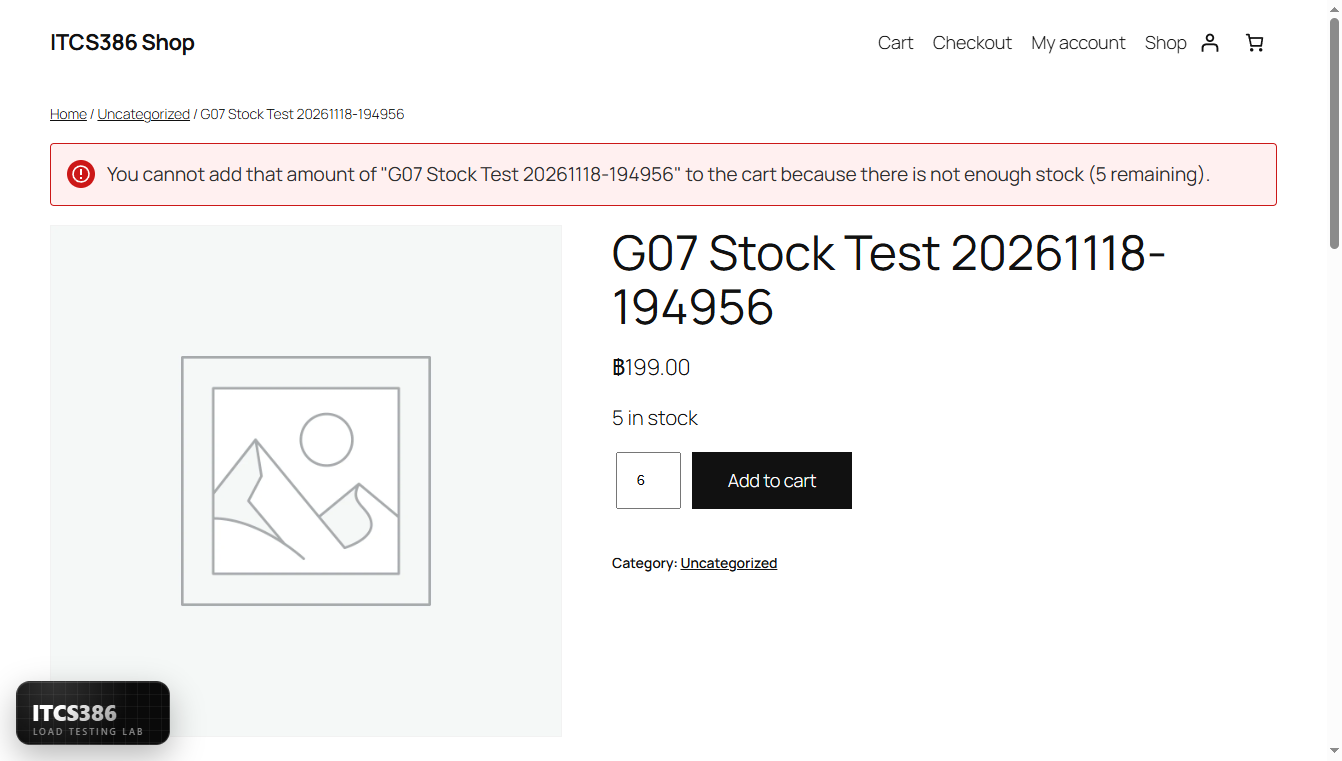 ITCS386 Shop
Cart Checkout My account Shop
Home / Uncategorized / G07 Stock Test 20261118-194956
You cannot add that amount of "G07 Stock Test 20261118-194956" to the cart because there is not enough stock (5 remaining).
G07 Stock Test 20261118-
194956
฿199.00
5 in stock
6 Add to cart
Category: Uncategorized
ITCS386
LOAD TESTING LAB